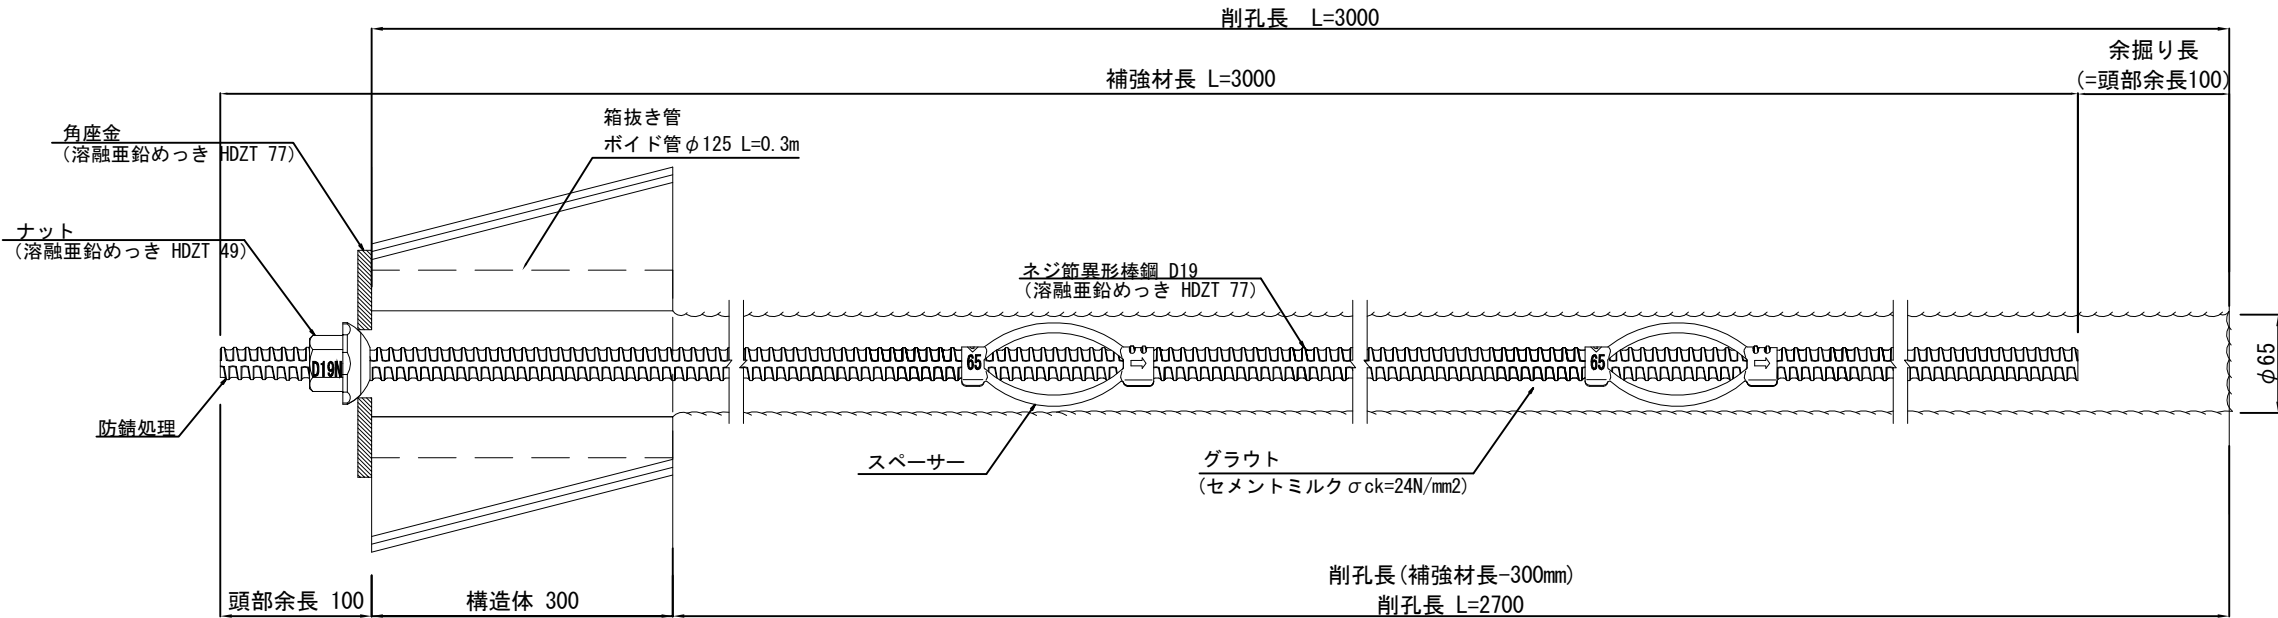 削孔長 L=3000
余掘り長
補強材長 L=3000
(=頭部余長100)
箱抜き管
ボイド管φ125 L=0.3m
角座金
(溶融亜鉛めっき HDZT 77)
ナット
(溶融亜鉛めっき HDZT 49)
ネジ節異形棒鋼 D19
(溶融亜鉛めっき HDZT 77)
D19N
65
65
φ65
防錆処理
スペーサー
グラウト
(セメントミルクσck=24N/mm2)
削孔長(補強材長-300mm)
頭部余長 100
構造体 300
削孔長 L=2700